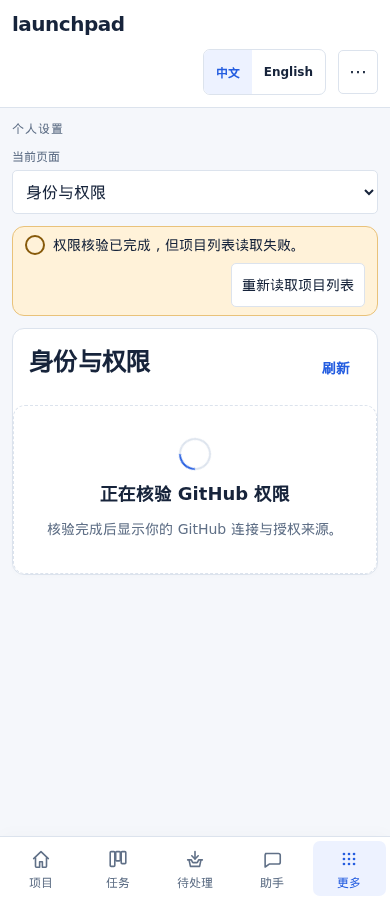 launchpad
中文 English ···
个人设置
当前页面
身份与权限
权限核验已完成，但项目列表读取失败。
重新读取项目列表
身份与权限
刷新
正在核验 GitHub 权限
核验完成后显示你的 GitHub 连接与授权来源。
项目 任务 待处理 助手 更多